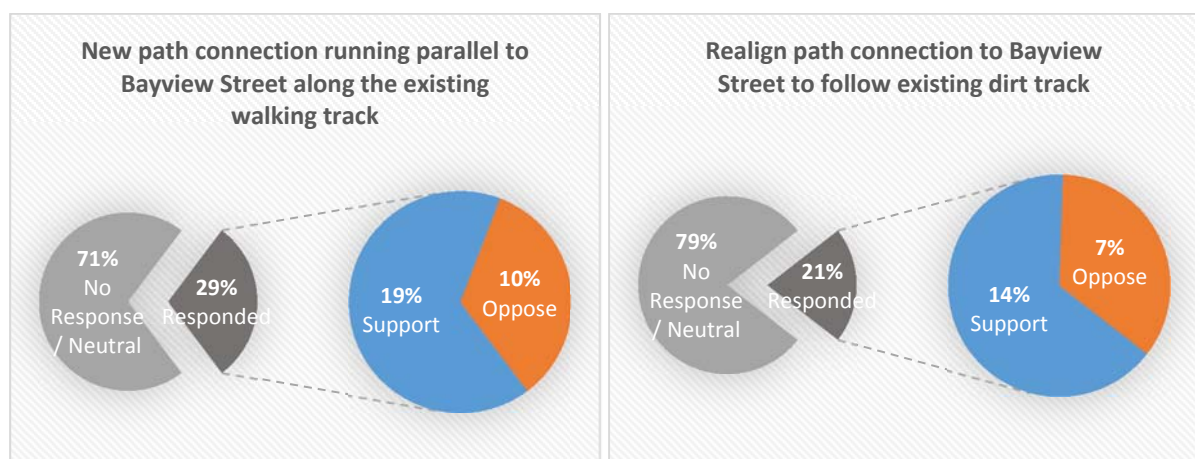 New path connection running parallel to
Bayview Street along the existing
walking track
71%
No
Response
/ Neutral
29%
Responded
19%
Support
10%
Oppose
Realign path connection to Bayview
Street to follow existing dirt track
79%
No
Response
/ Neutral
21%
Responded
14%
Support
7%
Oppose